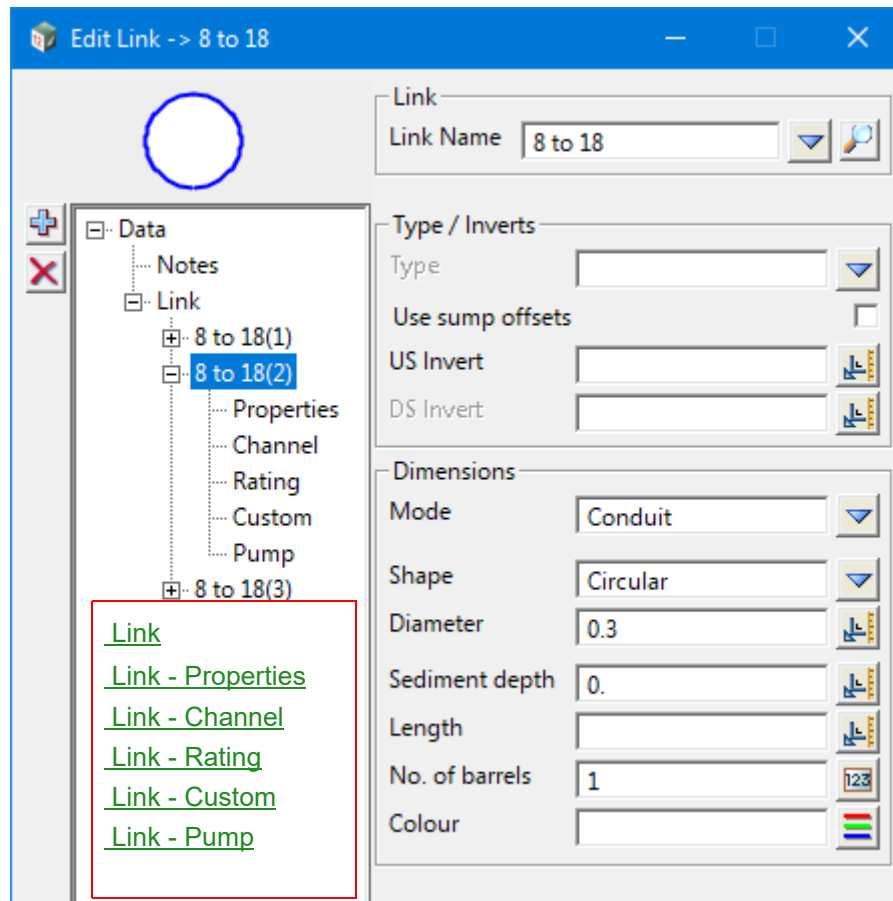 Edit Link -> 8 to 18
Link
Link Name 8 to 18
Data
Notes
Link
8 to 18(1)
8 to 18(2)
Properties
Channel
Rating
Custom
Pump
8 to 18(3)
Link
Link - Properties
Link - Channel
Link - Rating
Link - Custom
Link - Pump
Type / Inverts
Type
Use sump offsets
US Invert
DS Invert
Dimensions
Mode Conduit
Shape Circular
Diameter 0.3
Sediment depth 0.
Length
No. of barrels 1 123
Colour